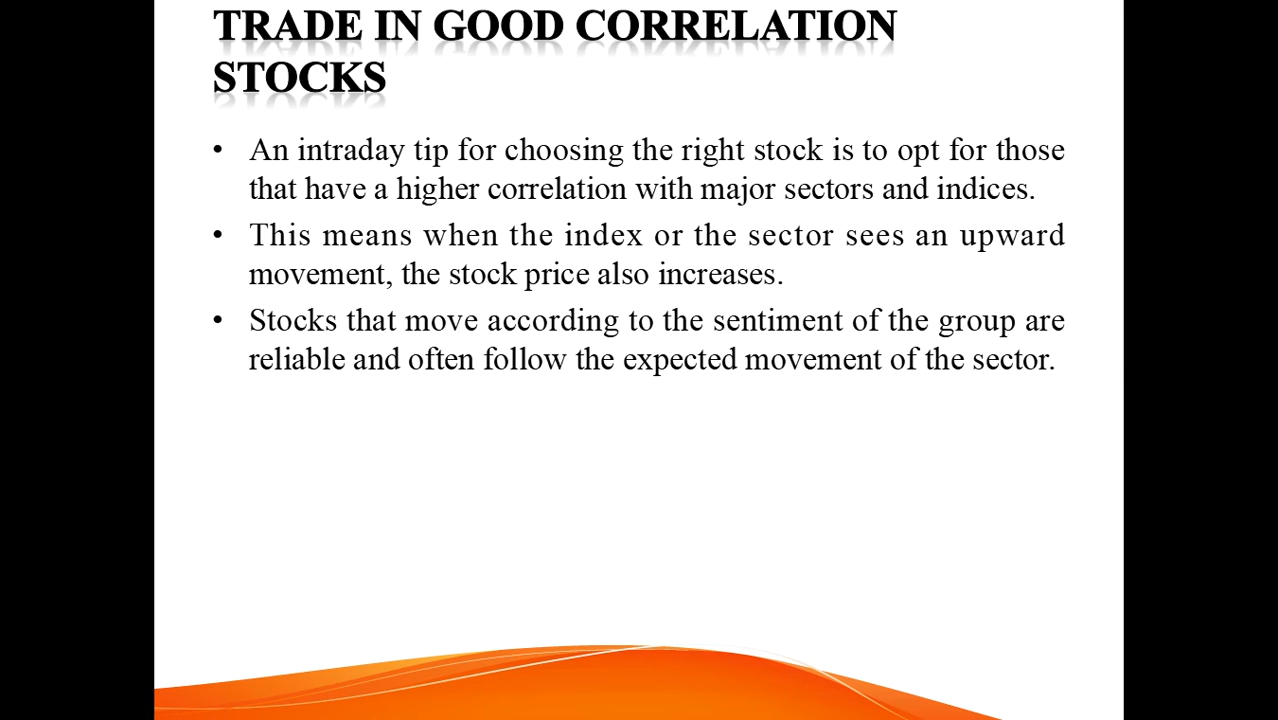 TRADE IN GOOD CORRELATION
STOCKS
• An intraday tip for choosing the right stock is to opt for those
that have a higher correlation with major sectors and indices.
• This means when the index or the sector sees an upward
movement, the stock price also increases.
• Stocks that move according to the sentiment of the group are
reliable and often follow the expected movement of the sector.